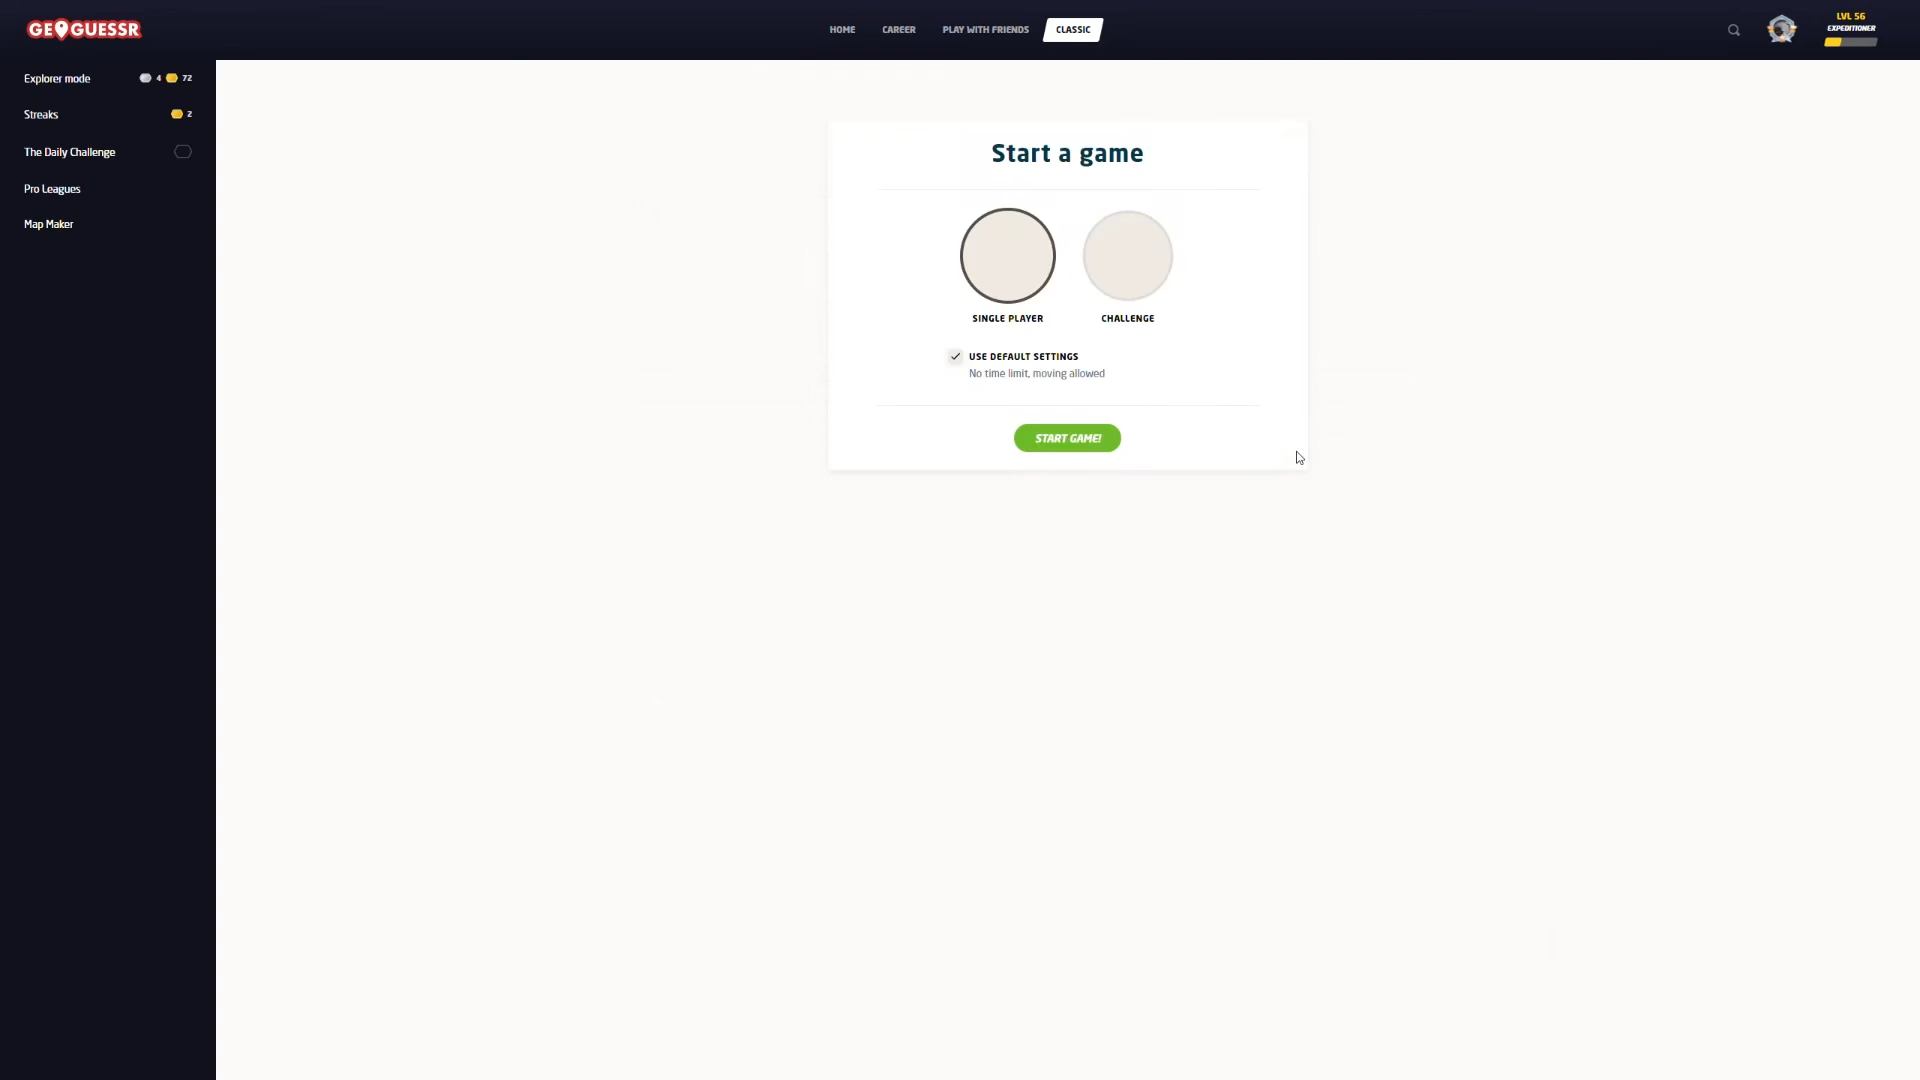 GEOGUESSR
HOME CAREER PLAY WITH FRIENDS CLASSIC
LVL 56
EXPEDITIONER
Explorer mode 4 72
Streaks 2
The Daily Challenge
Pro Leagues
Map Maker
Start a game
SINGLE PLAYER CHALLENGE
USE DEFAULT SETTINGS
No time limit, moving allowed
START GAME!